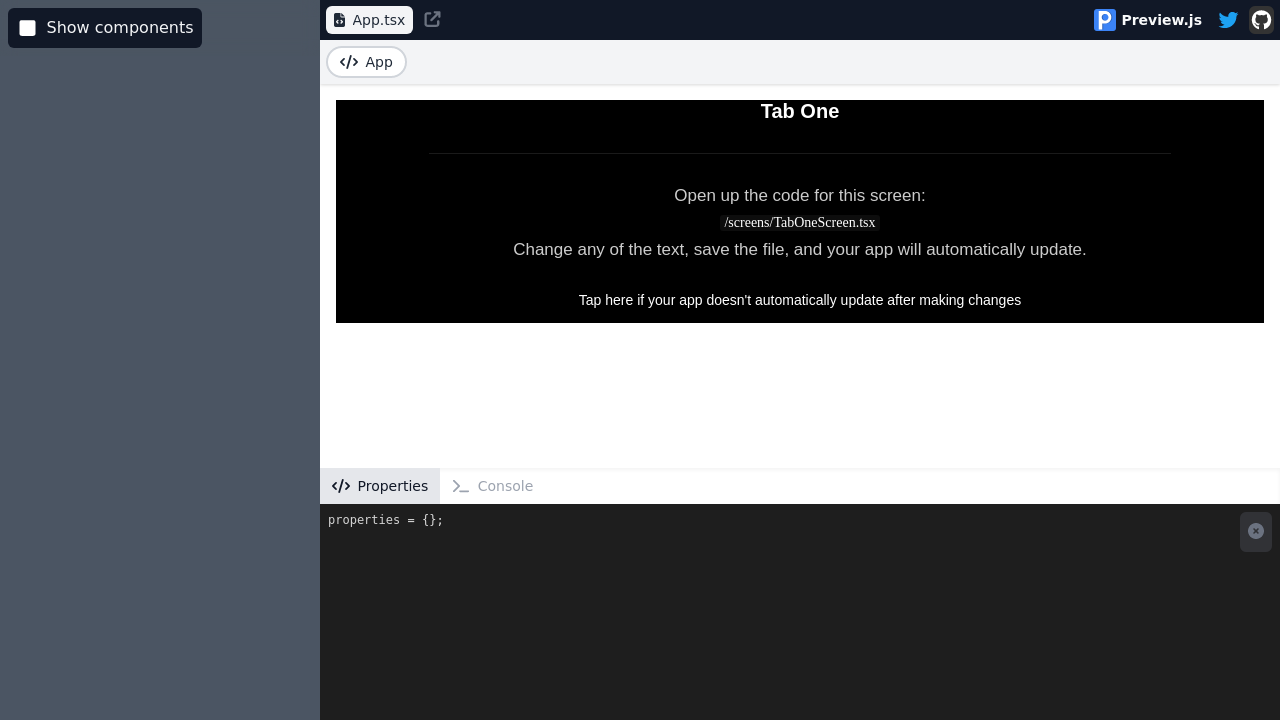 Show components
App.tsx
Preview.js
App
Tab One
Open up the code for this screen:
/screens/TabOneScreen.tsx
Change any of the text, save the file, and your app will automatically update.
Tap here if your app doesn't automatically update after making changes
Properties
Console
properties = {};